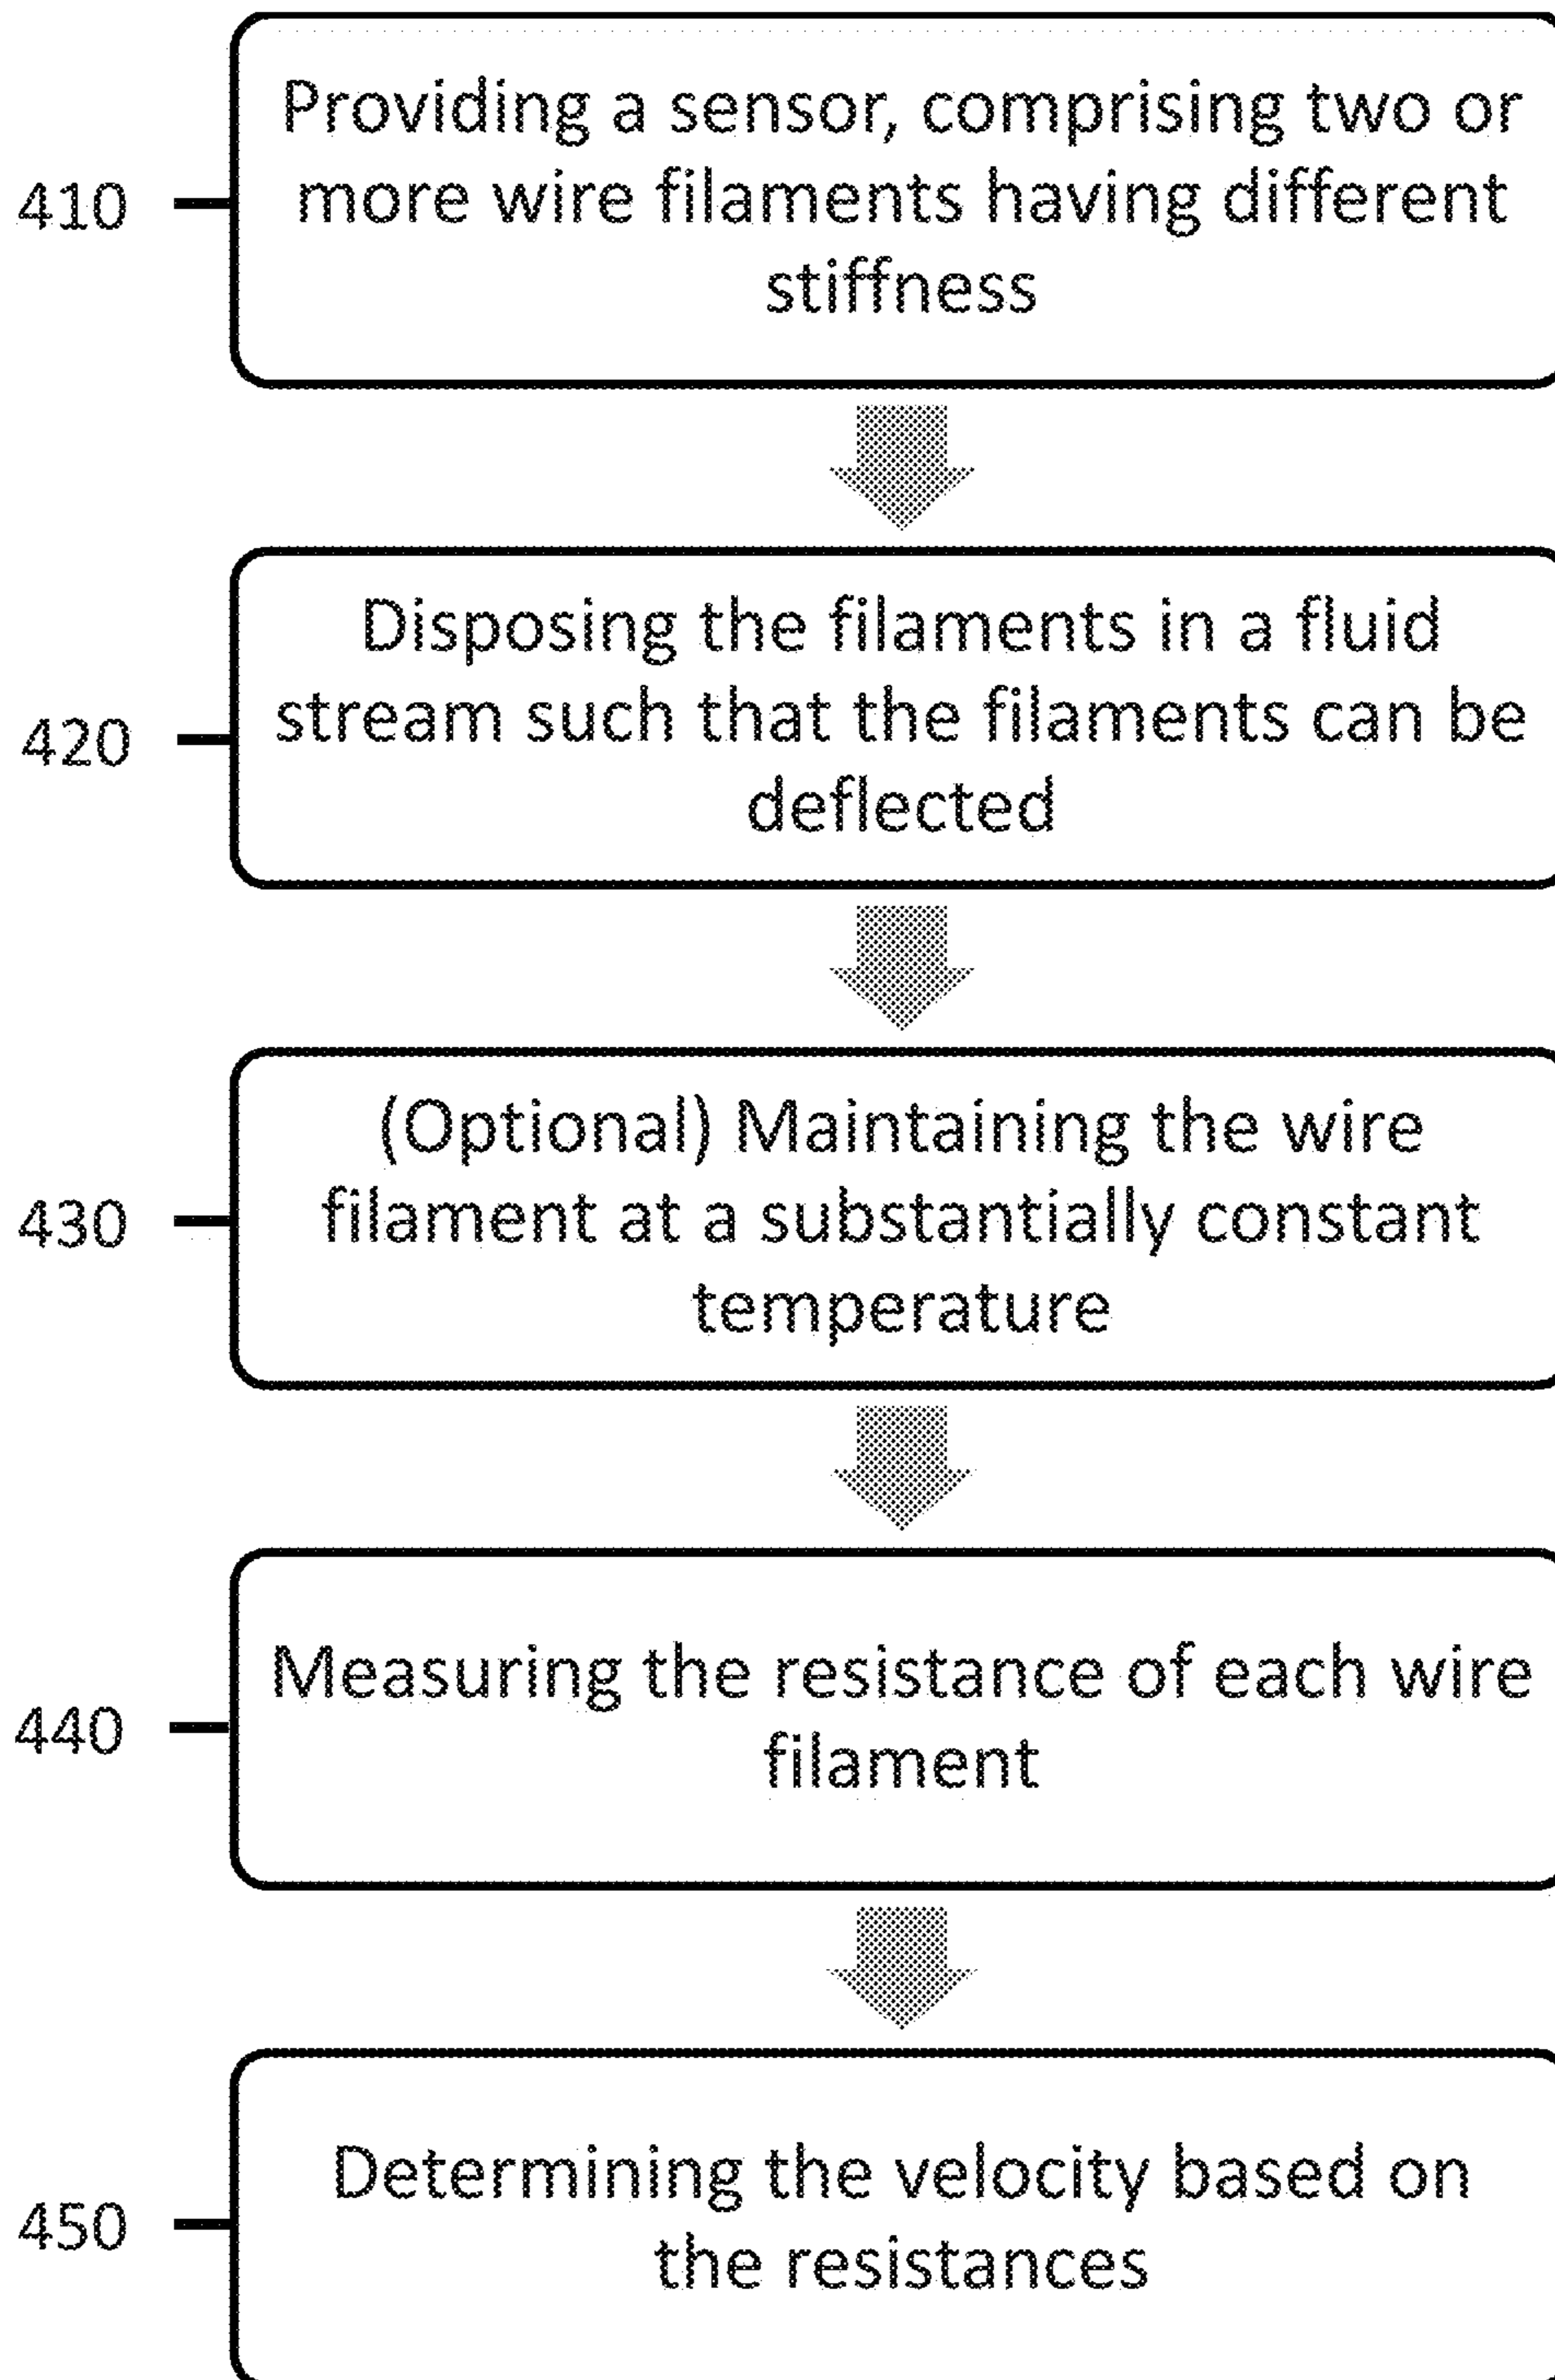 410
Providing a sensor, comprising two or
more wire filaments having different
stiffness
420
Disposing the filaments in a fluid
stream such that the filaments can be
deflected
430
(Optional) Maintaining the wire
filament at a substantially constant
temperature
440
Measuring the resistance of each wire
filament
450
Determining the velocity based on
the resistances